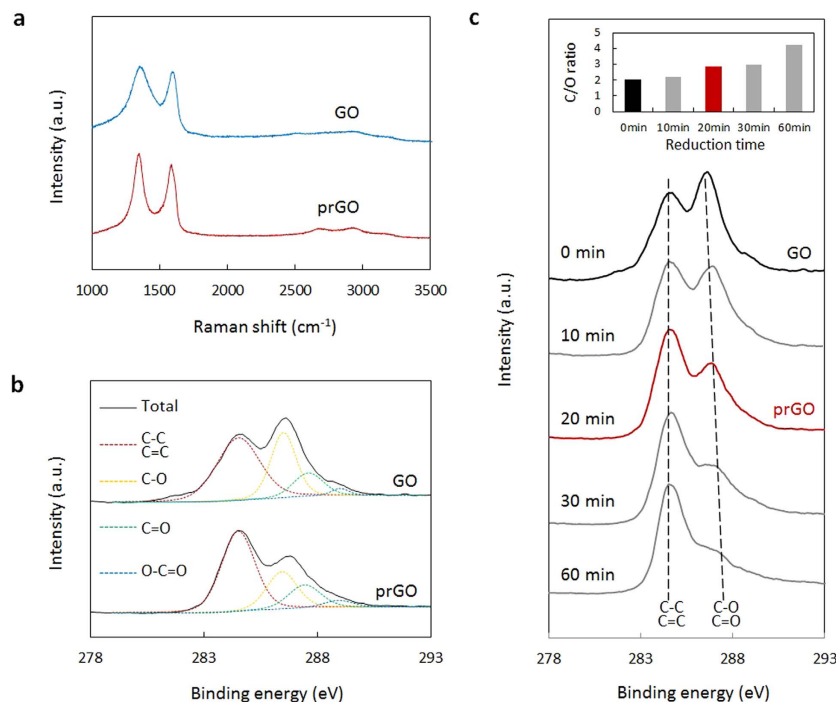 a
Intensity (a.u.)
GO
prGO
1000 1500 2000 2500 3000 3500
Raman shift (cm⁻¹)
b
Intensity (a.u.)
Total
C-C
C=C
C-O
GO
C=O
O-C=O
prGO
278 283 288 293
Binding energy (eV)
c
C/O ratio
5
4
3
2
1
0
0min 10min 20min 30min 60min
Reduction time
Intensity (a.u.)
0 min GO
10 min
20 min prGO
30 min
60 min
C-C C-O
C=C C=O
278 283 288 293
Binding energy (eV)